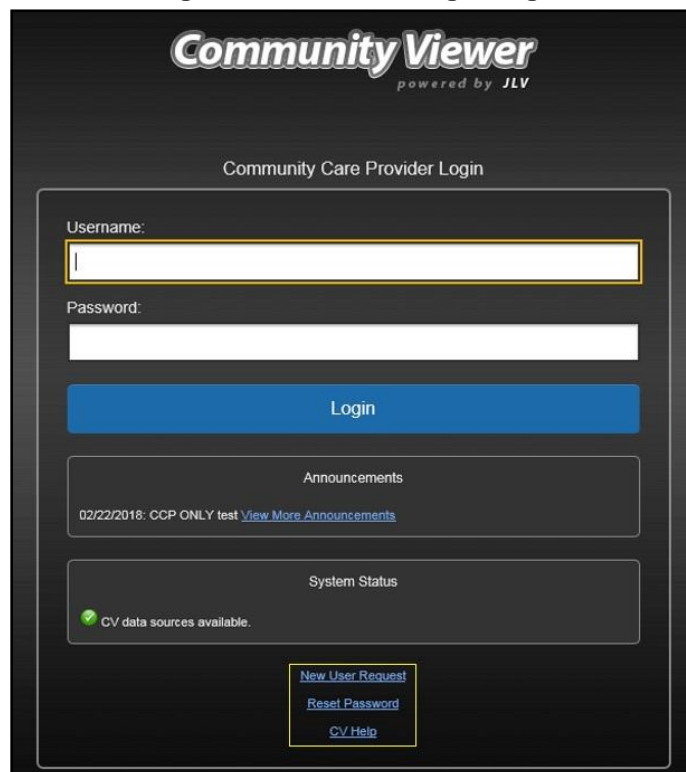 Community Viewer
powered by JLV
Community Care Provider Login
Username:
Password:
Login
Announcements
02/22/2018: CCP ONLY test View More Announcements
System Status
CV data sources available.
New User Request
Reset Password
CV Help